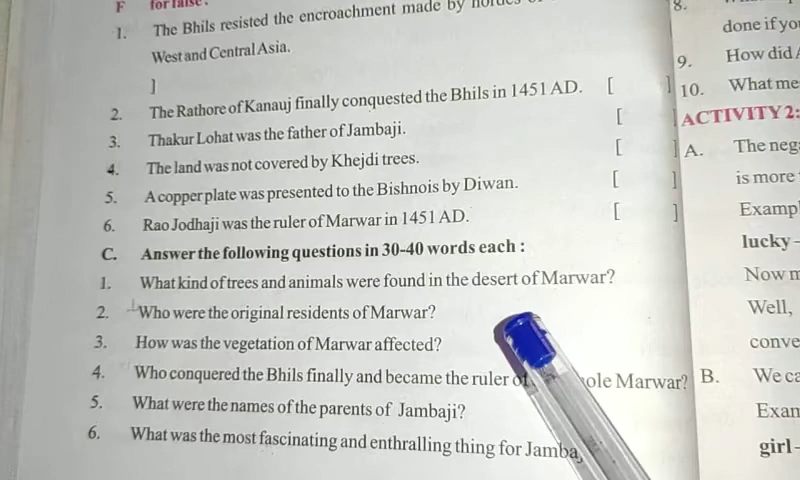 F for false.
1. The Bhils resisted the encroachment made by
West and Central Asia.
]
2. The Rathore of Kanauj finally conquested the Bhils in 1451 AD. [ ]
3. Thakur Lohat was the father of Jambaji. [ ]
4. The land was not covered by Khejdi trees. [ ]
5. A copper plate was presented to the Bishnois by Diwan. [ ]
6. Rao Jodhaji was the ruler of Marwar in 1451 AD. [ ]
C. Answer the following questions in 30-40 words each :
1. What kind of trees and animals were found in the desert of Marwar?
2. Who were the original residents of Marwar?
3. How was the vegetation of Marwar affected?
4. Who conquered the Bhils finally and became the ruler ole Marwar?
5. What were the names of the parents of Jambaji?
6. What was the most fascinating and enthralling thing for Jamba
8.
done if yo
9. How did
10. What me
ACTIVITY 2:
A. The neg
is more
Exampl
lucky -
Now m
Well,
conve
B. We ca
Exan
girl -